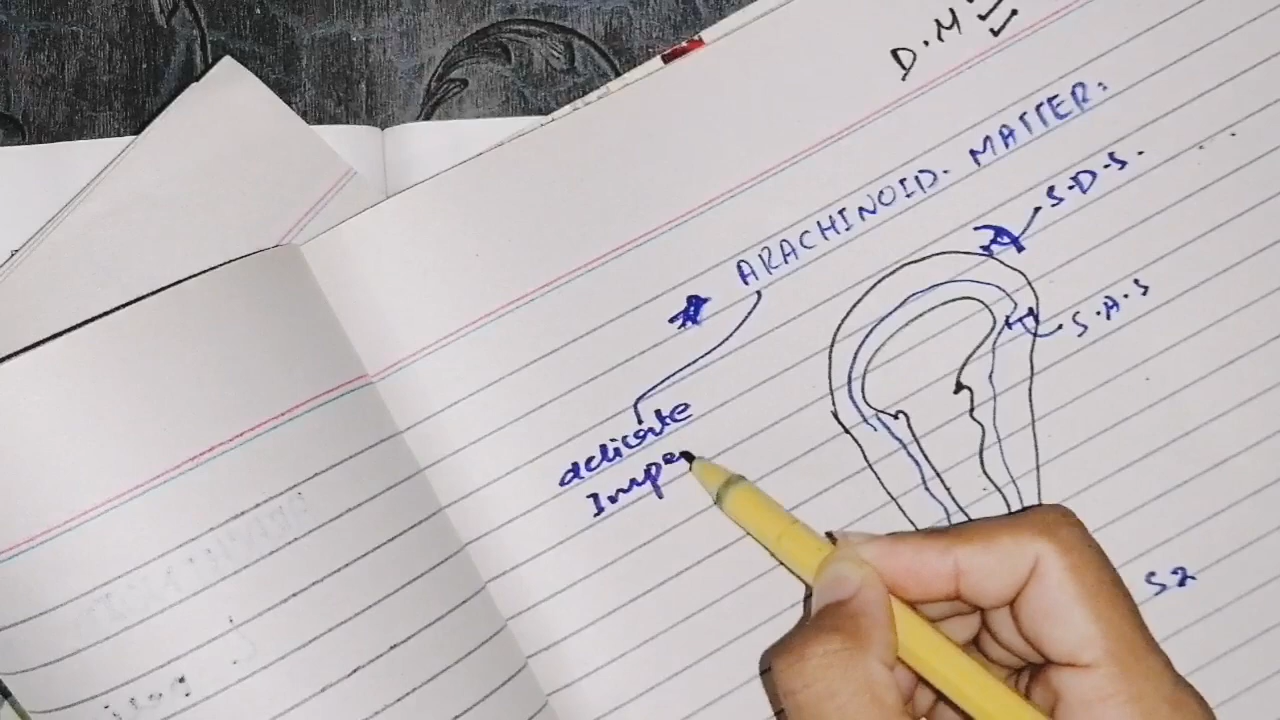 D.M
ARACHINOID. MATTER:
S.D.S.
S.A.S
delicate
Impe
S2